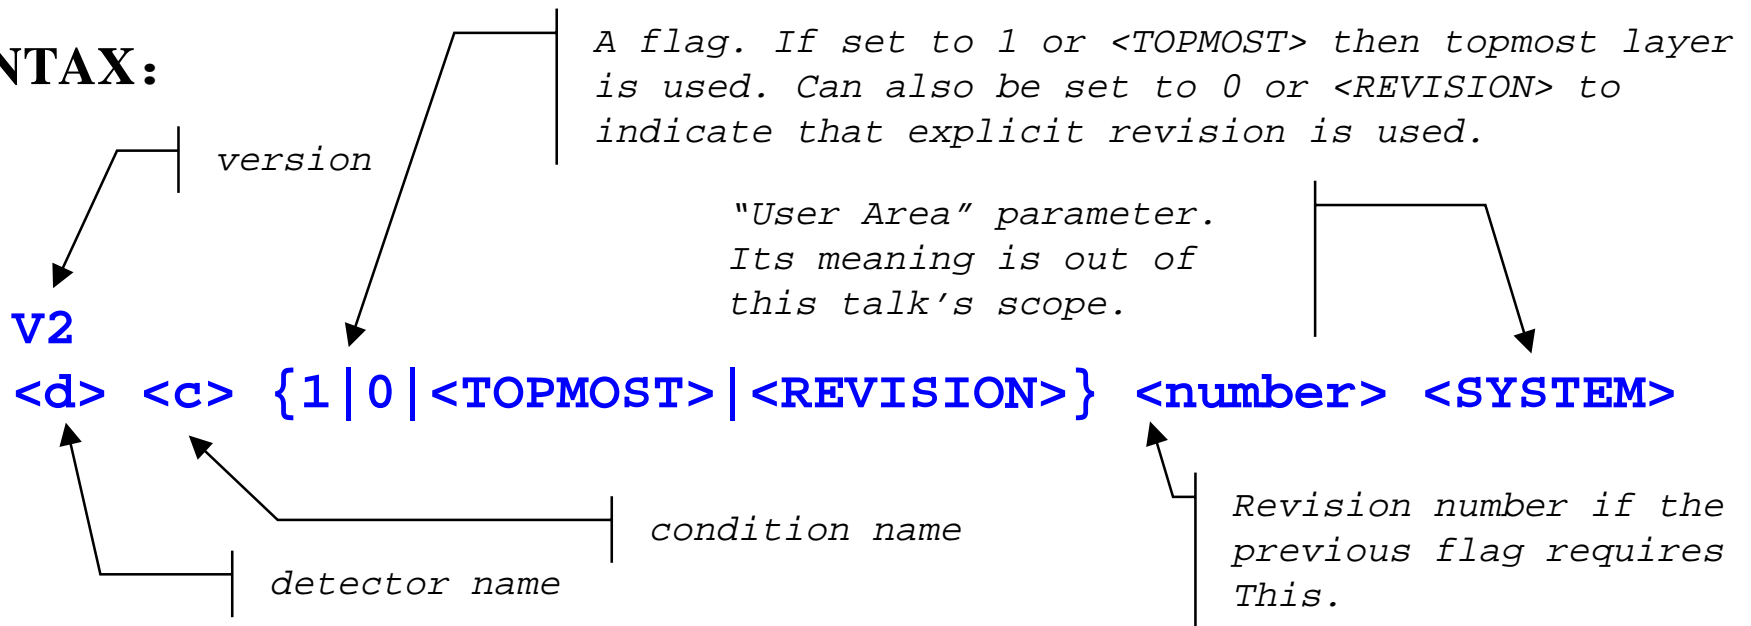 NTAX:
A flag. If set to 1 or <TOPMOST> then topmost layer
is used. Can also be set to 0 or <REVISION> to
indicate that explicit revision is used.
version
“User Area” parameter.
Its meaning is out of
this talk’s scope.
V2
<d> <c> {1|0|<TOPMOST>|<REVISION>} <number> <SYSTEM>
condition name
detector name
Revision number if the
previous flag requires
This.